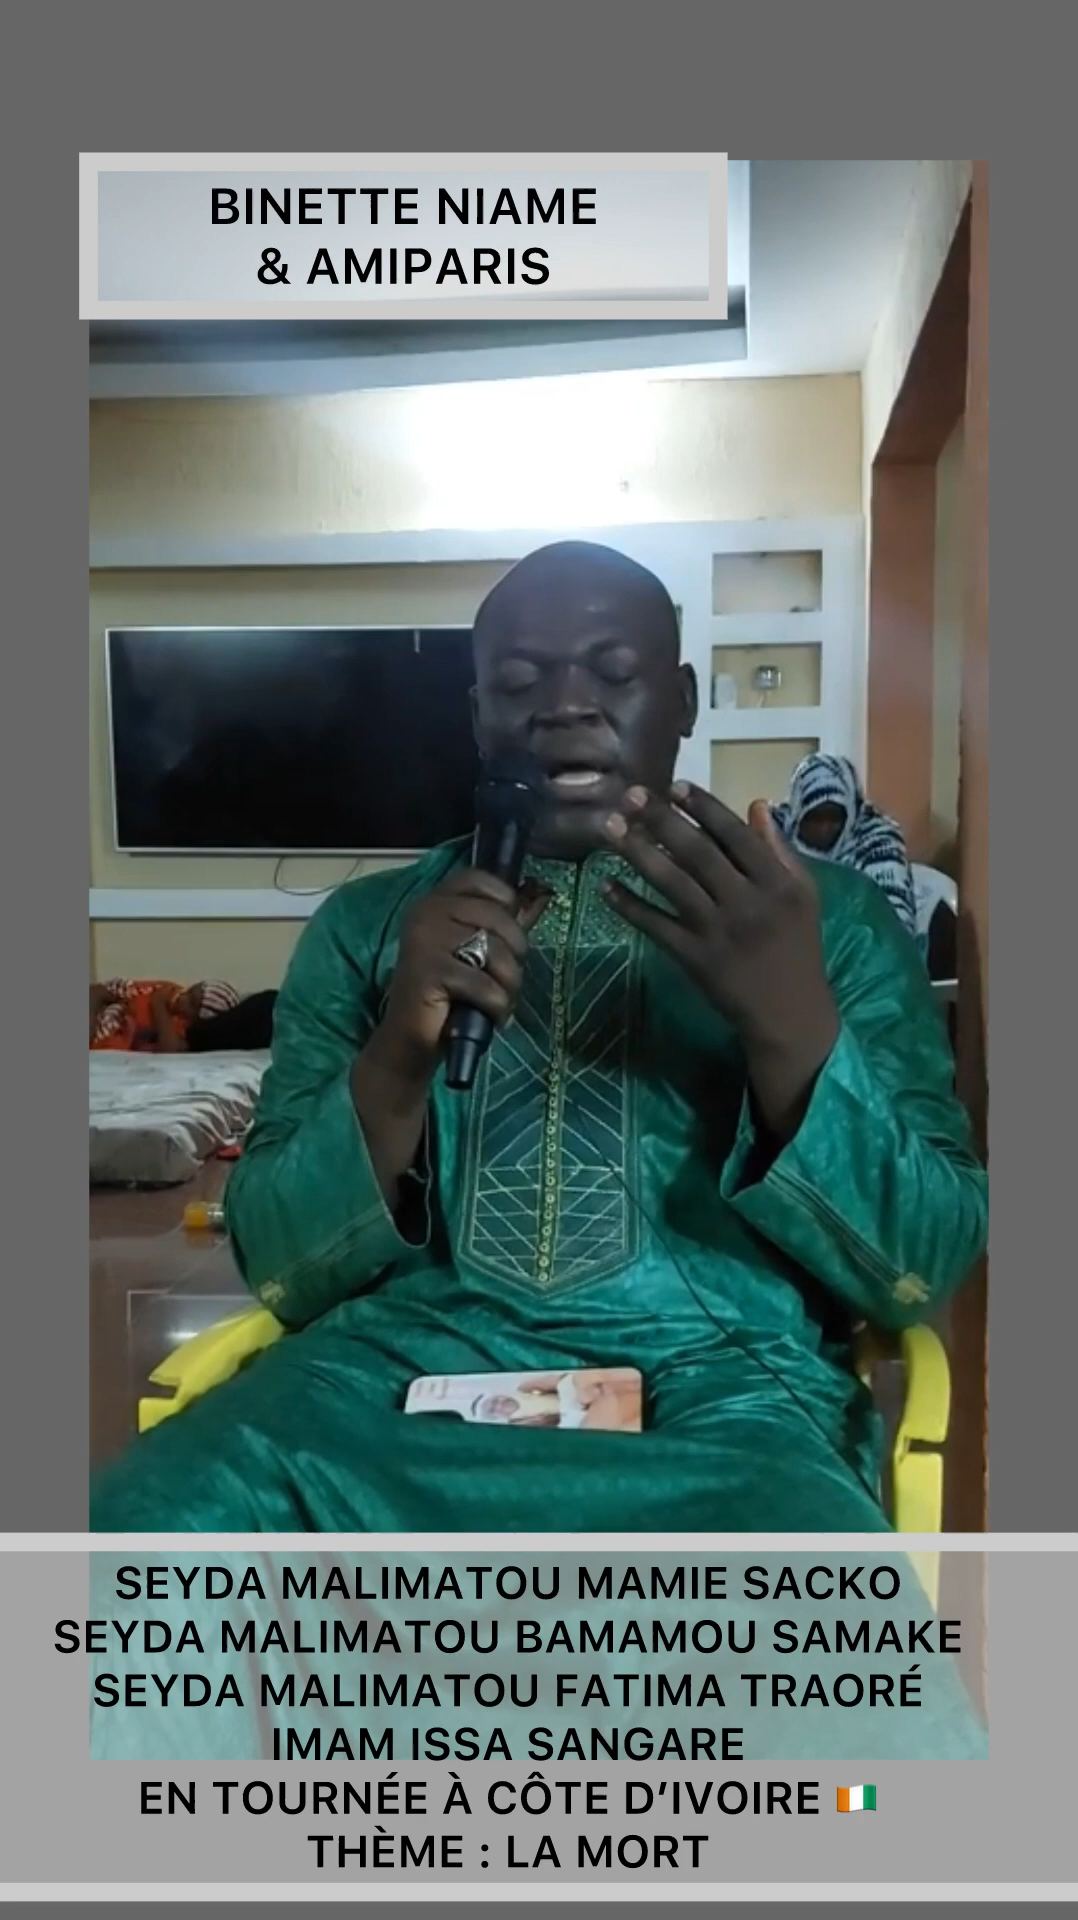 BINETTE NIAME
& AMIPARIS
SEYDA MALIMATOU MAMIE SACKO
SEYDA MALIMATOU BAMAMOU SAMAKE
SEYDA MALIMATOU FATIMA TRAORÉ
IMAM ISSA SANGARE
EN TOURNÉE À CÔTE D’IVOIRE 🇨🇮
THÈME : LA MORT